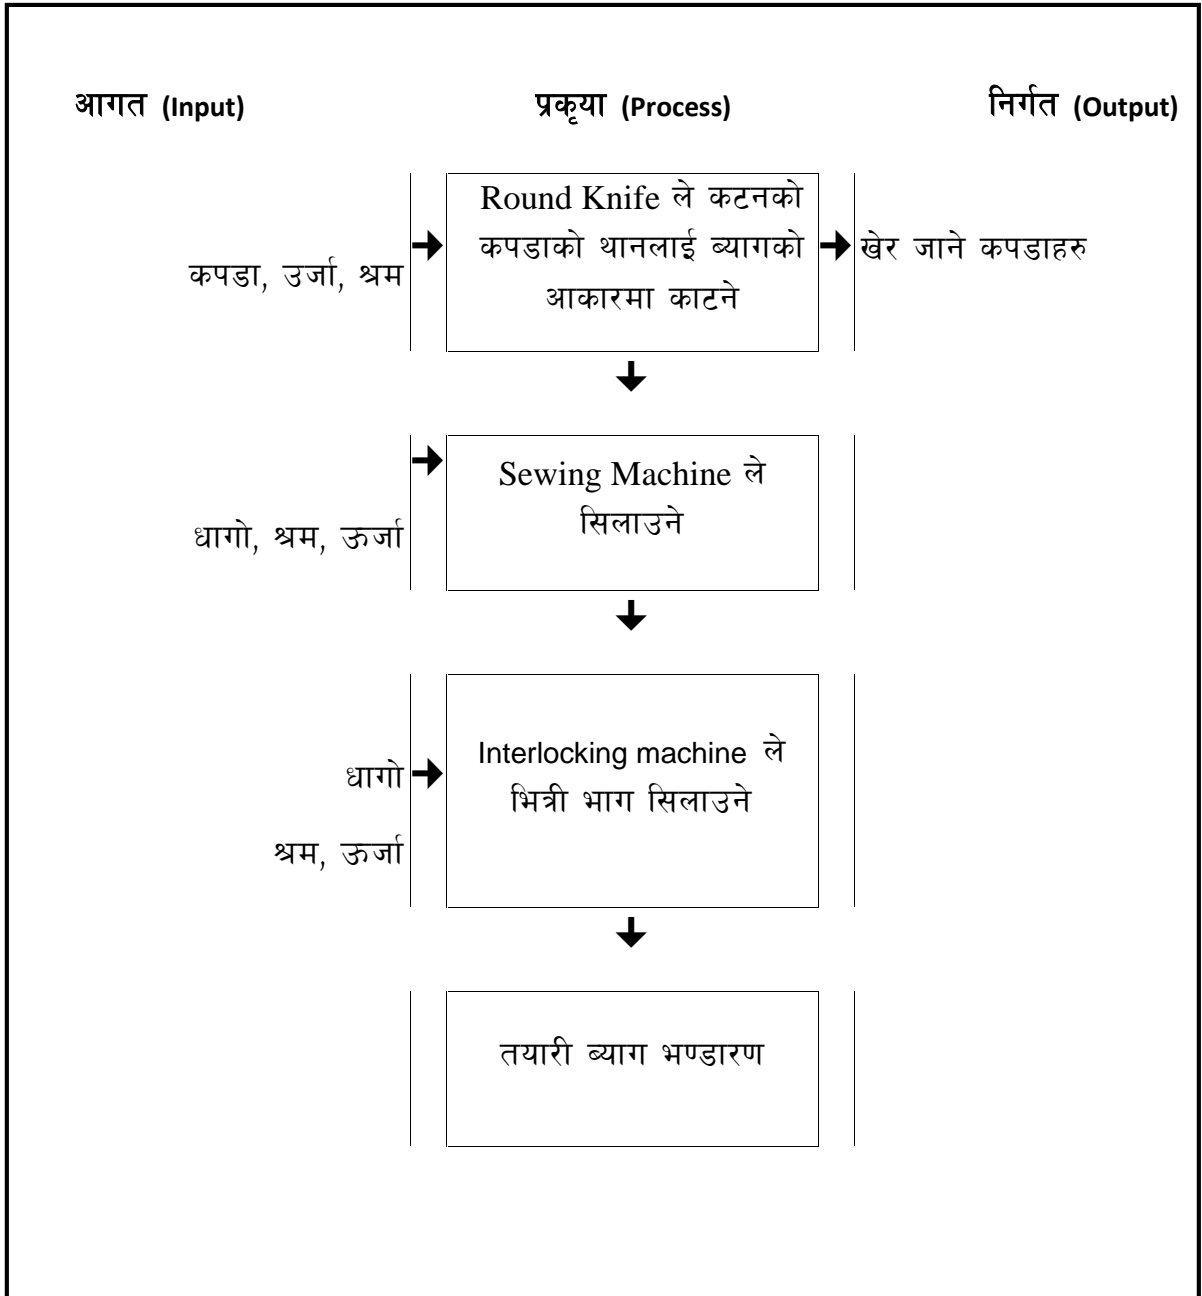 आगत (Input) प्रकृया (Process) निर्गत (Output)
Round Knife ले कटनको
कपडाको थानलाई ब्यागको
आकारमा काटने
कपडा, उर्जा, श्रम
खेर जाने कपडाहरु
Sewing Machine ले
सिलाउने
धागो, श्रम, ऊर्जा
Interlocking machine ले
भित्री भाग सिलाउने
धागो
श्रम, ऊर्जा
तयारी ब्याग भण्डारण